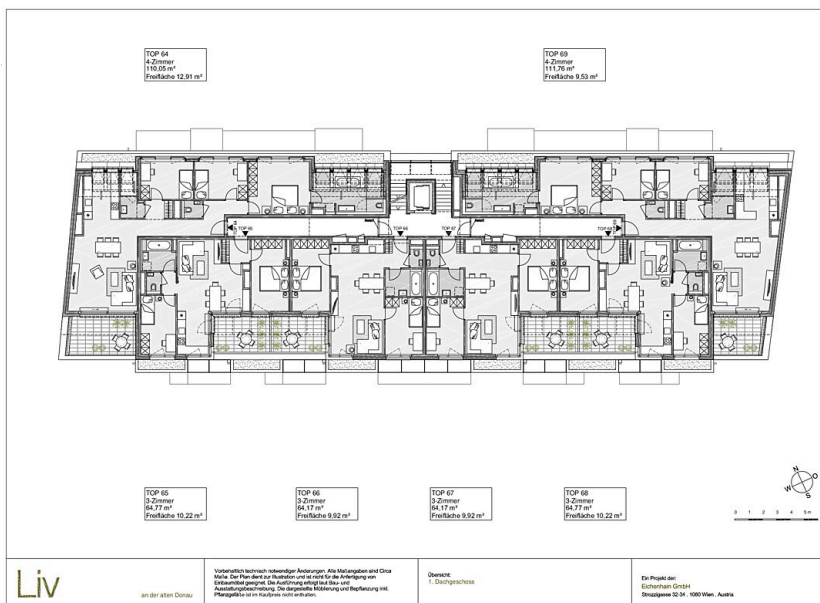 TOP 64
4-Zimmer
110,05 m²
Freifläche 12,91 m²
TOP 69
4-Zimmer
111,76 m²
Freifläche 9,53 m²
TOP 65
TOP 66
TOP 67
TOP 68
TOP 65
3-Zimmer
64,77 m²
Freifläche 10,22 m²
TOP 66
3-Zimmer
64,17 m²
Freifläche 9,92 m²
TOP 67
3-Zimmer
64,17 m²
Freifläche 9,92 m²
TOP 68
3-Zimmer
64,77 m²
Freifläche 10,22 m²
N
W
O
S
0 1 2 3 4 5m
Liv
an der alten Donau
Vorbehaltlich technisch notwendiger Änderungen. Alle Maßangaben sind Circa
Maße. Der Plan dient zur Illustration und ist nicht für die Anfertigung von
Einbaumöbel geeignet. Die Ausführung erfolgt laut Bau- und
Ausstattungsbeschreibung. Die dargestellte Möblierung und Bepflanzung inkl.
Pflanzgefäße ist im Kaufpreis nicht enthalten.
Übersicht:
1. Dachgeschoss
Ein Projekt der:
Eichenhain GmbH
Strozzigasse 32-34 . 1080 Wien . Austria